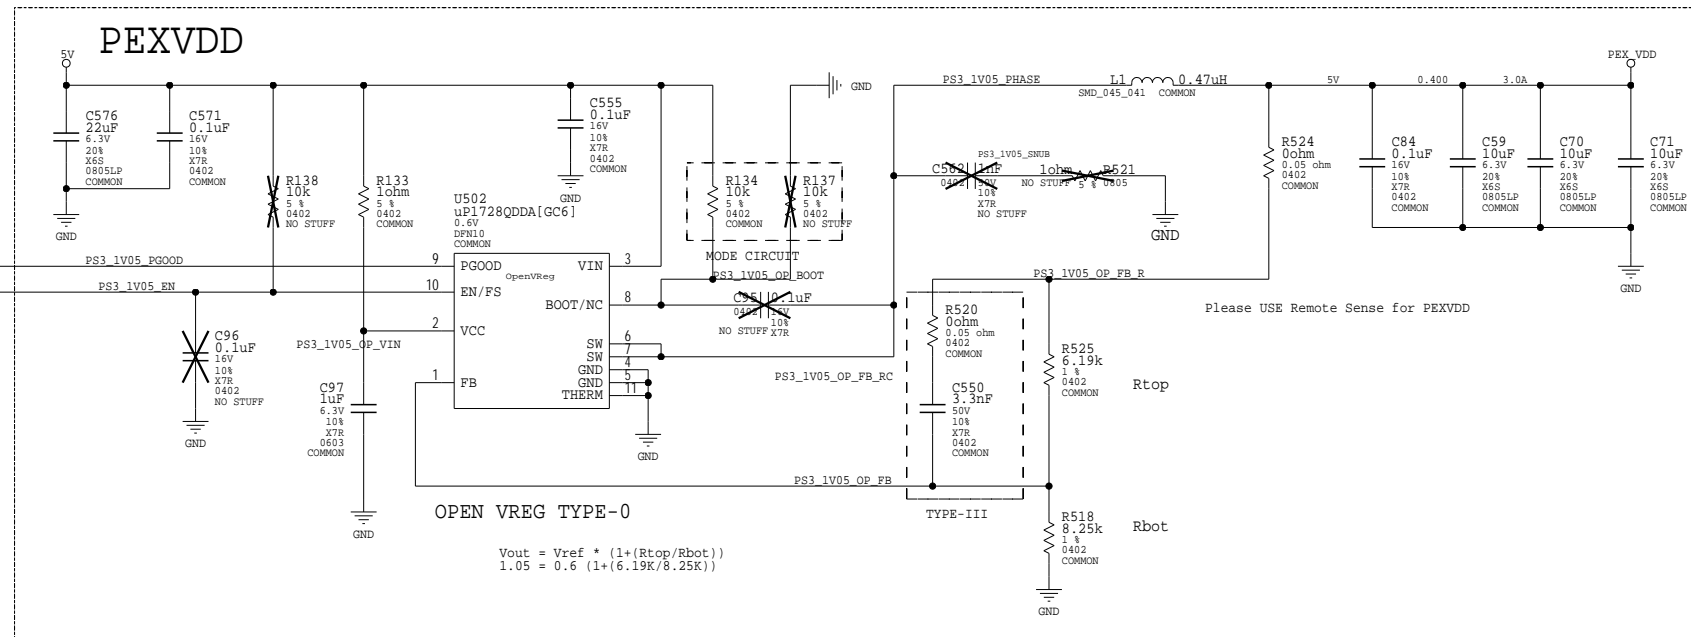 PEXVDD
5V
C576
22uF
6.3V
20%
X6S
0805LP
COMMON
GND
C571
0.1uF
16V
10%
X7R
0402
COMMON
R138
10k
5 %
0402
NO STUFF
R133
1ohm
5 %
0402
COMMON
C555
0.1uF
16V
10%
X7R
0402
COMMON
GND
U502
uP1728QDDA[GC6]
0.6V
DFN10
COMMON
OpenVReg
9
PGOOD
10
EN/FS
2
VCC
1
FB
VIN
3
BOOT/NC
8
SW
6
SW
7
GND
4
GND
5
THERM
11
GND
PS3_1V05_PGOOD
PS3_1V05_EN
C96
0.1uF
16V
10%
X7R
0402
NO STUFF
GND
PS3_1V05_OP_VIN
C97
1uF
6.3V
10%
X7R
0603
COMMON
GND
R134
10k
5 %
0402
COMMON
R137
10k
5 %
0402
NO STUFF
GND
MODE CIRCUIT
PS3_1V05_OP_BOOT
C95
0.1uF
0402
16V
10%
NO STUFF
X7R
PS3_1V05_PHASE
L1
0.47uH
SMD_045_041
COMMON
5V
0.400
3.0A
PEX_VDD
PS3_1V05_SNUB
C562
1nF
0402
50V
10%
X7R
NO STUFF
1ohm
R521
NO STUFF
5 %
0805
GND
R524
0ohm
0.05 ohm
0402
COMMON
C84
0.1uF
16V
10%
X7R
0402
COMMON
C59
10uF
6.3V
20%
X6S
0805LP
COMMON
C70
10uF
6.3V
20%
X6S
0805LP
COMMON
C71
10uF
6.3V
20%
X6S
0805LP
COMMON
GND
PS3_1V05_OP_FB_R
Please USE Remote Sense for PEXVDD
R520
0ohm
0.05 ohm
0402
COMMON
PS3_1V05_OP_FB_RC
C550
3.3nF
50V
10%
X7R
0402
COMMON
R525
6.19k
1 %
0402
COMMON
Rtop
PS3_1V05_OP_FB
TYPE-III
R518
8.25k
1 %
0402
COMMON
Rbot
GND
OPEN VREG TYPE-0
Vout = Vref * (1+(Rtop/Rbot))
1.05 = 0.6 (1+(6.19K/8.25K))